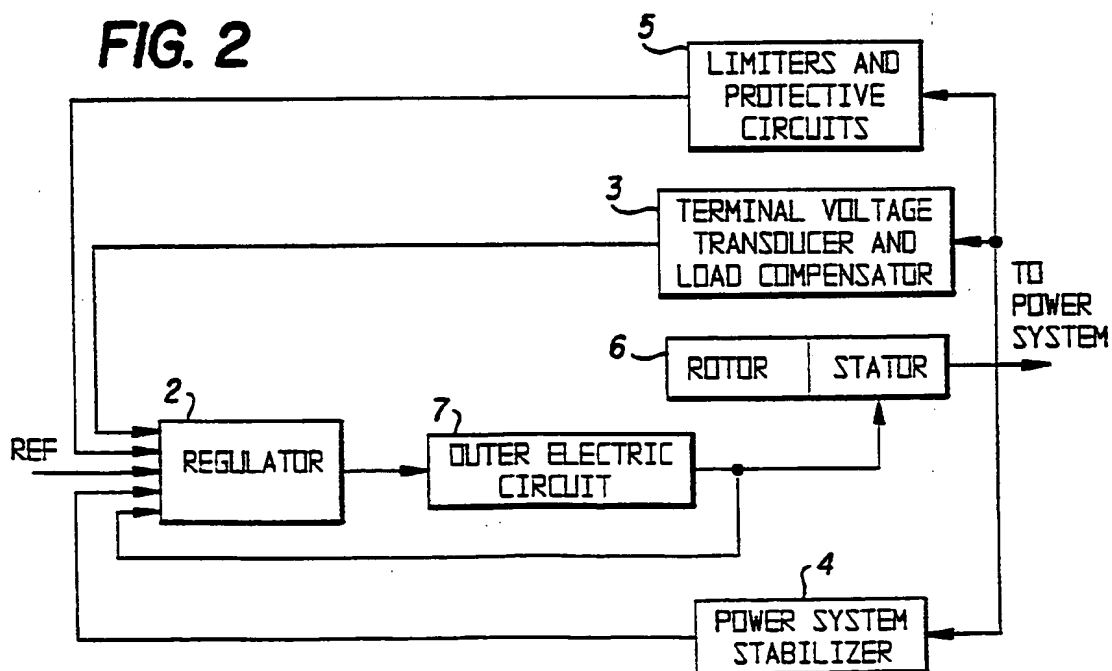 FIG. 2
5
LIMITERS AND
PROTECTIVE
CIRCUITS
3
TERMINAL VOLTAGE
TRANSDUCER AND
LOAD COMPENSATOR
TO
POWER
SYSTEM
6
ROTOR
STATOR
2
REGULATOR
REF
7
OUTER ELECTRIC
CIRCUIT
4
POWER SYSTEM
STABILIZER